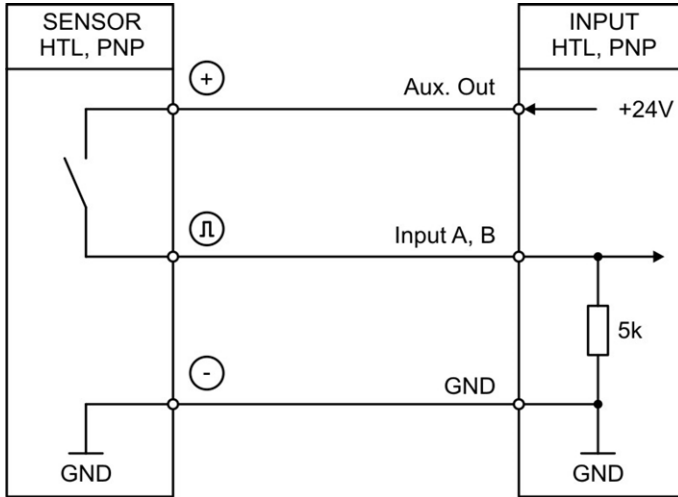 SENSOR
HTL, PNP
INPUT
HTL, PNP
+
Aux. Out
+24V
Input A, B
5k
-
GND
GND
GND